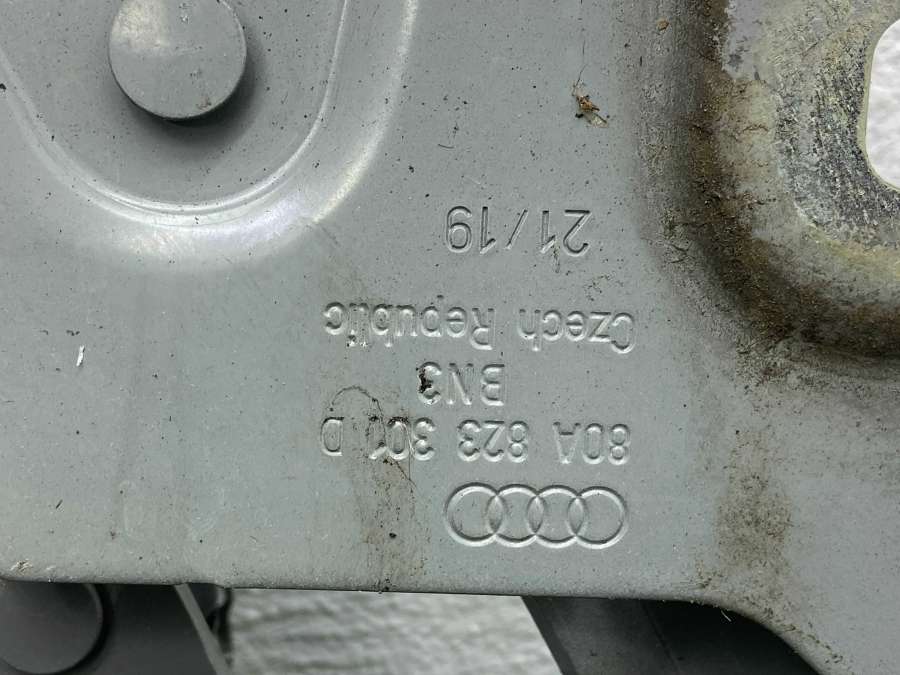 80A 823 301 D
BN3
Czech Republic
21/19